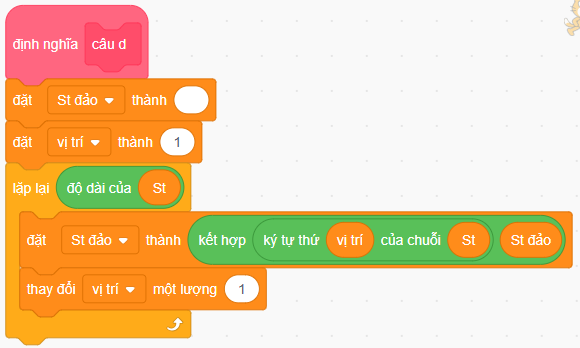 định nghĩa câu d
đặt St đảo thành
đặt vị trí thành 1
lặp lại độ dài của St
đặt St đảo thành kết hợp ký tự thứ vị trí của chuỗi St St đảo
thay đổi vị trí một lượng 1